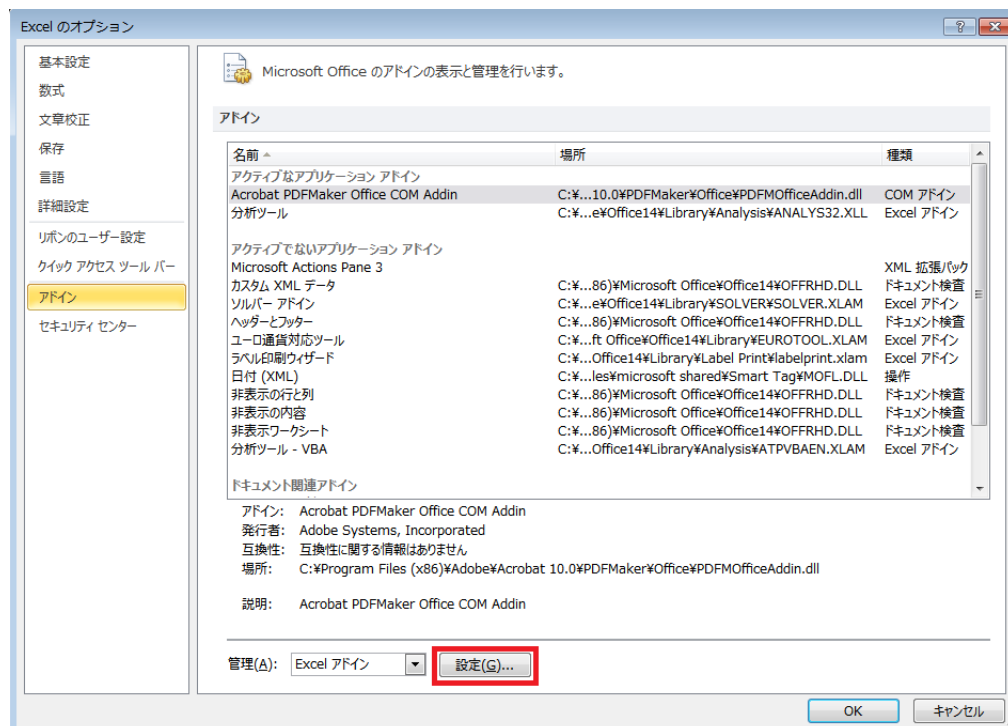 Excel のオプション
基本設定
数式
文章校正
保存
言語
詳細設定
リボンのユーザー設定
クイック アクセス ツール バー
アドイン
セキュリティ センター
Microsoft Office のアドインの表示と管理を行います。
アドイン
名前 場所 種類
アクティブなアプリケーション アドイン
Acrobat PDFMaker Office COM Addin C:¥...10.0¥PDFMaker¥Office¥PDFMOfficeAddin.dll COM アドイン
分析ツール C:¥...e¥Office14¥Library¥Analysis¥ANALYS32.XLL Excel アドイン
アクティブでないアプリケーション アドイン
Microsoft Actions Pane 3 XML 拡張パック
カスタム XML データ C:¥...86)¥Microsoft Office¥Office14¥OFFRHD.DLL ドキュメント検査
ソルバー アドイン C:¥...e¥Office14¥Library¥SOLVER¥SOLVER.XLAM Excel アドイン
ヘッダーとフッター C:¥...86)¥Microsoft Office¥Office14¥OFFRHD.DLL ドキュメント検査
ユーロ通貨対応ツール C:¥...ft Office¥Office14¥Library¥EUROTOOL.XLAM Excel アドイン
ラベル印刷ウィザード C:¥...Office14¥Library¥Label Print¥labelprint.xlam Excel アドイン
日付 (XML) C:¥...les¥microsoft shared¥Smart Tag¥MOFL.DLL 操作
非表示の行と列 C:¥...86)¥Microsoft Office¥Office14¥OFFRHD.DLL ドキュメント検査
非表示の内容 C:¥...86)¥Microsoft Office¥Office14¥OFFRHD.DLL ドキュメント検査
非表示ワークシート C:¥...86)¥Microsoft Office¥Office14¥OFFRHD.DLL ドキュメント検査
分析ツール - VBA C:¥...Office14¥Library¥Analysis¥ATPVBAEN.XLAM Excel アドイン
ドキュメント関連アドイン
アドイン: Acrobat PDFMaker Office COM Addin
発行者: Adobe Systems, Incorporated
互換性: 互換性に関する情報はありません
場所: C:¥Program Files (x86)¥Adobe¥Acrobat 10.0¥PDFMaker¥Office¥PDFMOfficeAddin.dll
説明: Acrobat PDFMaker Office COM Addin
管理(A): Excel アドイン 設定(G)...
OK キャンセル